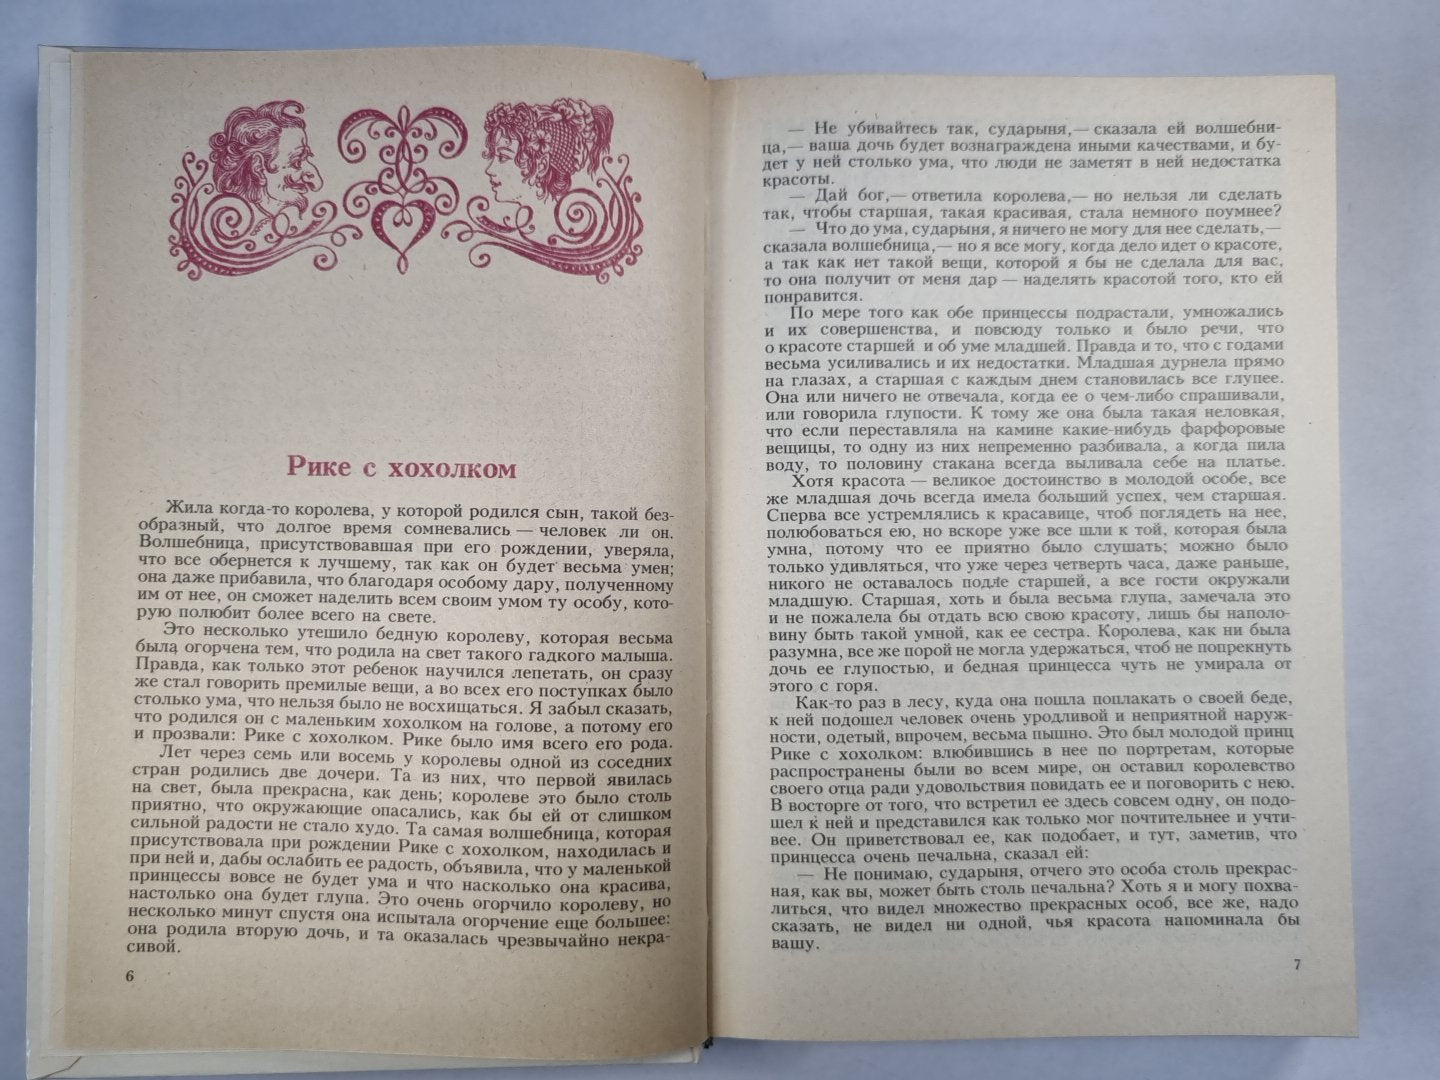 Рике с хохолком
Жила когда-то королева, у которой родился сын, такой без-
образный, что долгое время сомневались — человек ли он.
Волшебница, присутствовавшая при его рождении, уверяла,
что все обернется к лучшему, так как он будет весьма умен;
она даже прибавила, что благодаря особому дару, полученному
им от нее, он сможет наделить всем своим умом ту особу, кото-
рую полюбит более всего на свете.
Это несколько утешило бедную королеву, которая весьма
была огорчена тем, что родила на свет такого гадкого малыша.
Правда, как только этот ребенок научился лепетать, он сразу
же стал говорить премилые вещи, а во всех его поступках было
столько ума, что нельзя было не восхищаться. Я забыл сказать,
что родился он с маленьким хохолком на голове, а потому его
и прозвали: Рике с хохолком. Рике было имя всего его рода.
Лет через семь или восемь у королевы одной из соседних
стран родились две дочери. Та из них, что первой явилась
на свет, была прекрасна, как день; королеве это было столь
приятно, что окружающие опасались, как бы ей от слишком
сильной радости не стало худо. Та самая волшебница, которая
присутствовала при рождении Рике с хохолком, находилась и
при ней и, дабы ослабить ее радость, объявила, что у маленькой
принцессы вовсе не будет ума и что насколько она красива,
настолько она будет глупа. Это очень огорчило королеву, но
несколько минут спустя она испытала огорчение еще большее:
она родила вторую дочь, и та оказалась чрезвычайно некра-
сивой.
6
— Не убивайтесь так, сударыня,— сказала ей волшебни-
ца,— ваша дочь будет вознаграждена иными качествами, и бу-
дет у ней столько ума, что люди не заметят в ней недостатка
красоты.
— Дай бог,— ответила королева,— но нельзя ли сделать
так, чтобы старшая, такая красивая, стала немного поумнее?
— Что до ума, сударыня, я ничего не могу для нее сделать,—
сказала волшебница,— но я все могу, когда дело идет о красоте,
а так как нет такой вещи, которой я бы не сделала для вас,
то она получит от меня дар — наделять красотой того, кто ей
понравится.
По мере того как обе принцессы подрастали, умножались
и их совершенства, и повсюду только и было речи, что
о красоте старшей и об уме младшей. Правда и то, что с годами
весьма усиливались и их недостатки. Младшая дурнела прямо
на глазах, а старшая с каждым днем становилась все глупее.
Она или ничего не отвечала, когда ее о чем-либо спрашивали,
или говорила глупости. К тому же она была такая неловкая,
что если переставляла на камине какие-нибудь фарфоровые
вещицы, то одну из них непременно разбивала, а когда пила
воду, то половину стакана всегда выливала себе на платье.
Хотя красота — великое достоинство в молодой особе, все
же младшая дочь всегда имела больший успех, чем старшая.
Сперва все устремлялись к красавице, чтоб поглядеть на нее,
полюбоваться ею, но вскоре уже все шли к той, которая была
умна, потому что ее приятно было слушать; можно было
только удивляться, что уже через четверть часа, даже раньше,
никого не оставалось подле старшей, а все гости окружали
младшую. Старшая, хоть и была весьма глупа, замечала это
и не пожалела бы отдать всю свою красоту, лишь бы наполо-
вину быть такой умной, как ее сестра. Королева, как ни была
разумна, все же порой не могла удержаться, чтоб не попрекнуть
дочь ее глупостью, и бедная принцесса чуть не умирала от
этого с горя.
Как-то раз в лесу, куда она пошла поплакать о своей беде,
к ней подошел человек очень уродливой и неприятной наруж-
ности, одетый, впрочем, весьма пышно. Это был молодой принц
Рике с хохолком: влюбившись в нее по портретам, которые
распространены были во всем мире, он оставил королевство
своего отца ради удовольствия повидать ее и поговорить с нею.
В восторге от того, что встретил ее здесь совсем одну, он подо-
шел к ней и представился как только мог почтительнее и учти-
вее. Он приветствовал ее, как подобает, и тут, заметив, что
принцесса очень печальна, сказал ей:
— Не понимаю, сударыня, отчего это особа столь прекрас-
ная, как вы, может быть столь печальна? Хоть я и могу похва-
литься, что видел множество прекрасных особ, все же, надо
сказать, не видел ни одной, чья красота напоминала бы
вашу.
7